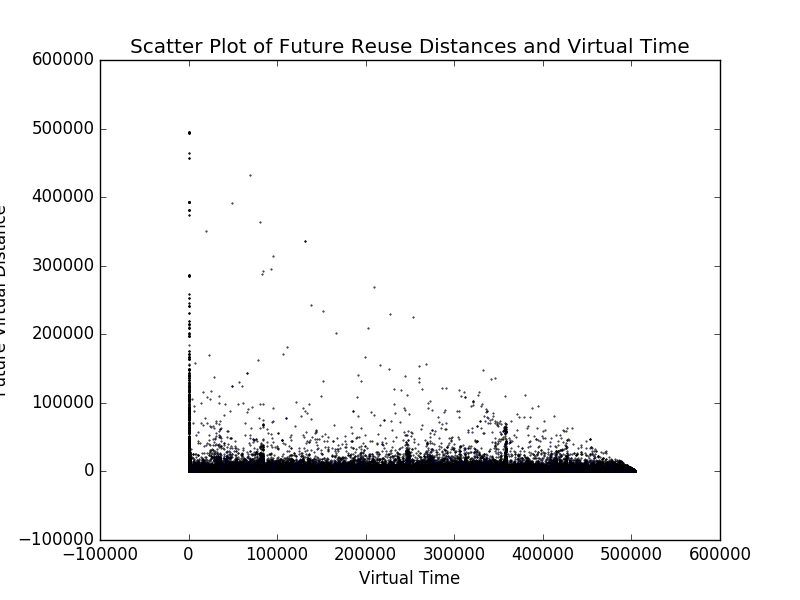 Scatter Plot of Future Reuse Distances and Virtual Time
600000
500000
400000
300000
200000
100000
0
−100000
Future Virtual Distance
−100000 0 100000 200000 300000 400000 500000 600000
Virtual Time